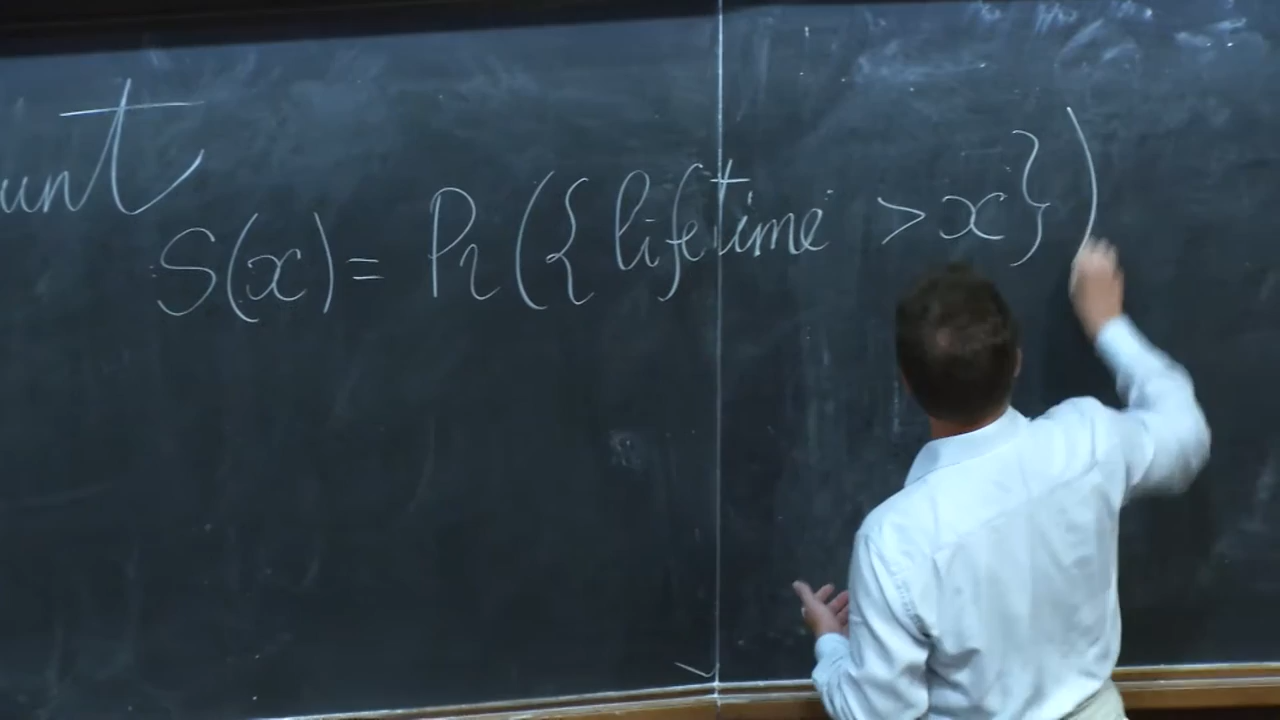 unt
S(x) = Pr({lifetime > x})